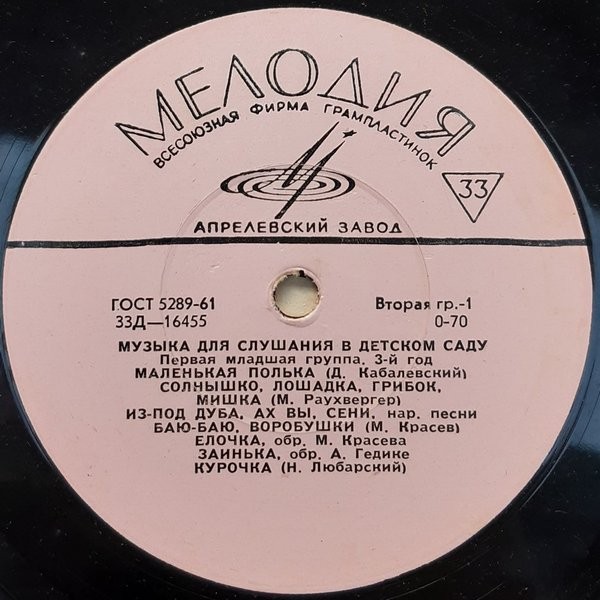 МЕЛОДИЯ
ВСЕСОЮЗНАЯ ФИРМА ГРАМПЛАСТИНОК
33
АПРЕЛЕВСКИЙ ЗАВОД
ГОСТ 5289-61 Вторая гр.-1
33Д—16455 0-70
МУЗЫКА ДЛЯ СЛУШАНИЯ В ДЕТСКОМ САДУ
Первая младшая группа, 3-й год
МАЛЕНЬКАЯ ПОЛЬКА (Д. Кабалевский)
СОЛНЫШКО, ЛОШАДКА, ГРИБОК,
МИШКА (М. Раухвергер)
ИЗ-ПОД ДУБА, АХ ВЫ, СЕНИ, нар. песни
БАЮ-БАЮ, ВОРОБУШКИ (М. Красев)
ЕЛОЧКА, обр. М. Красева
ЗАИНЬКА, обр. А. Гедике
КУРОЧКА (Н. Любарский)